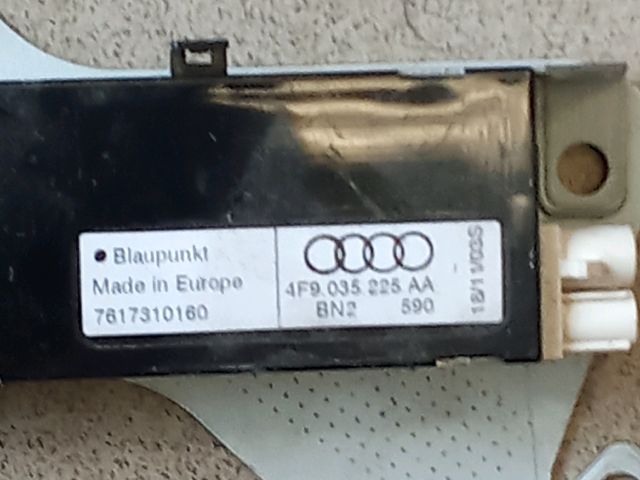 Blaupunkt
Made in Europe
7617310160
4F9.035.225.AA
BN2 590